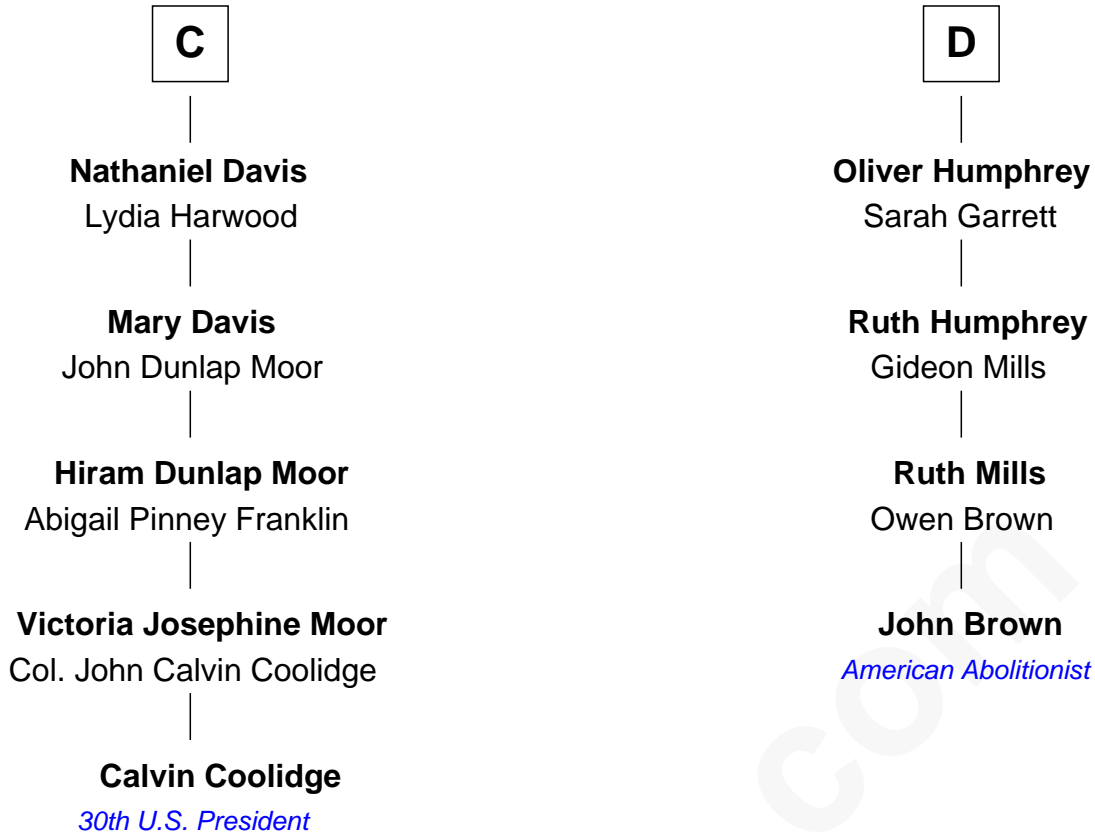 C
Nathaniel Davis
Lydia Harwood
Mary Davis
John Dunlap Moor
Hiram Dunlap Moor
Abigail Pinney Franklin
Victoria Josephine Moor
Col. John Calvin Coolidge
Calvin Coolidge
30th U.S. President
D
Oliver Humphrey
Sarah Garrett
Ruth Humphrey
Gideon Mills
Ruth Mills
Owen Brown
John Brown
American Abolitionist
com